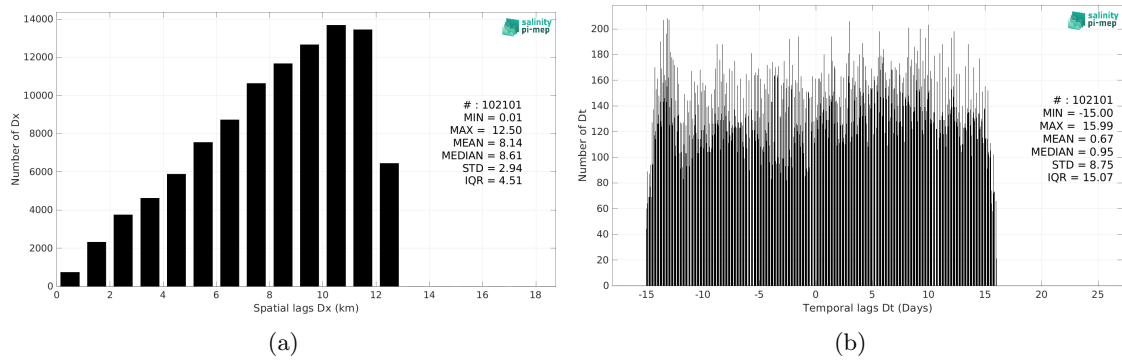 14000
12000
10000
8000
6000
4000
2000
0
Number of Dx
0 2 4 6 8 10 12 14 16 18
Spatial lags Dx (km)
salinity
pi-mep
# : 102101
MIN = 0.01
MAX = 12.50
MEAN = 8.14
MEDIAN = 8.61
STD = 2.94
IQR = 4.51
(a)
200
180
160
140
120
100
80
60
40
20
0
Number of Dt
-15 -10 -5 0 5 10 15 20 25
Temporal lags Dt (Days)
salinity
pi-mep
# : 102101
MIN = -15.00
MAX = 15.99
MEAN = 0.67
MEDIAN = 0.95
STD = 8.75
IQR = 15.07
(b)